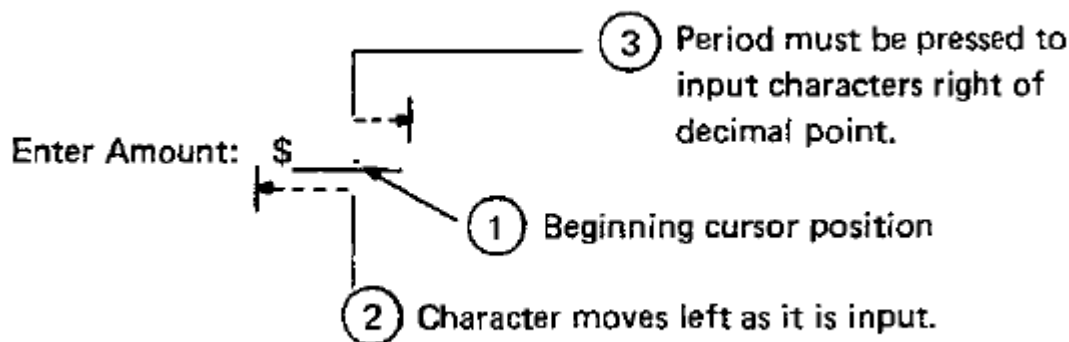 3 Period must be pressed to
input characters right of
decimal point.
Enter Amount: $ .
1 Beginning cursor position
2 Character moves left as it is input.